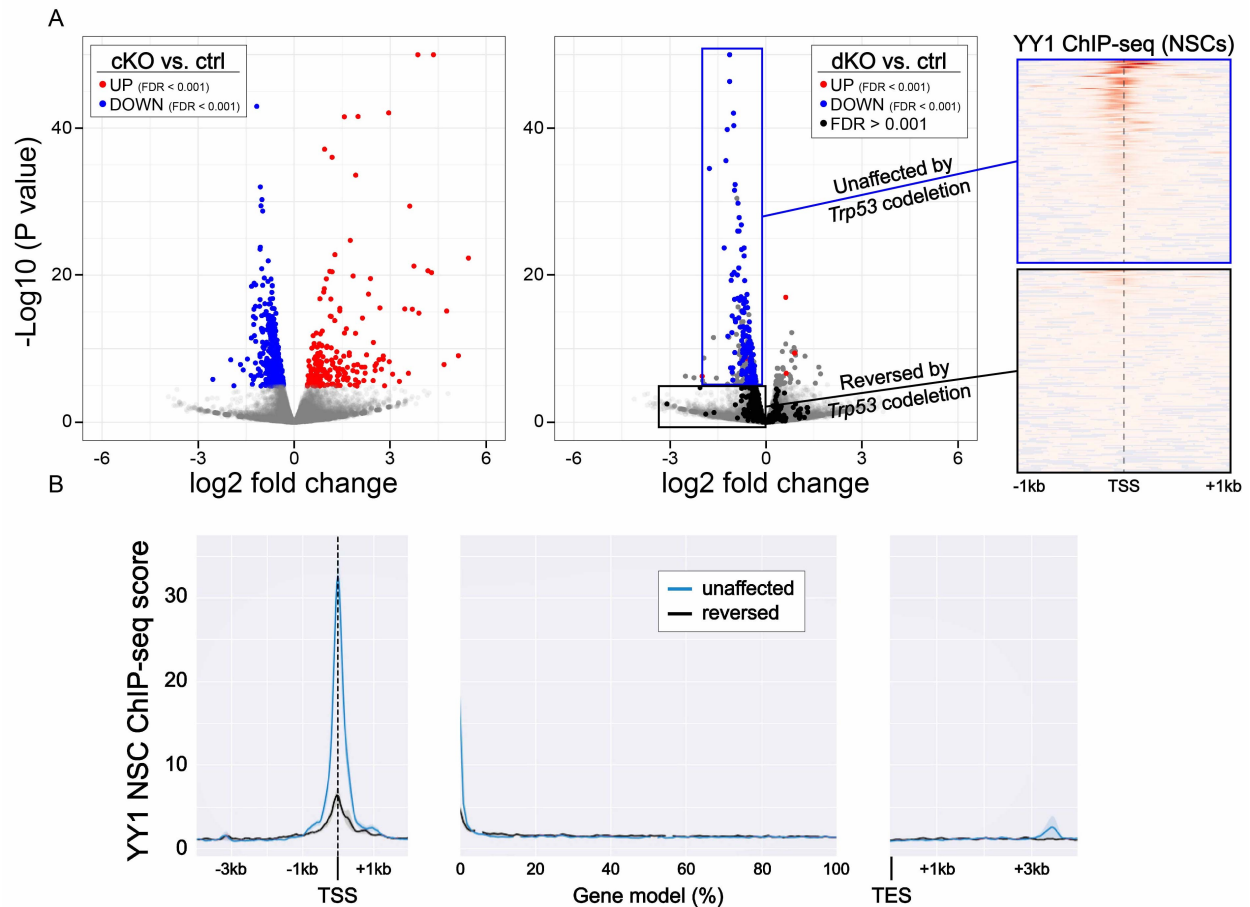 A
cKO vs. ctrl
UP (FDR < 0.001)
DOWN (FDR < 0.001)
dKO vs. ctrl
UP (FDR < 0.001)
DOWN (FDR < 0.001)
FDR > 0.001
YY1 ChIP-seq (NSCs)
-Log10 (P value)
40
20
0
-6 -3 0 3 6
log2 fold change
40
20
0
-6 -3 0 3 6
log2 fold change
Unaffected by
Trp53 codeletion
Reversed by
Trp53 codeletion
-1kb TSS +1kb
B
YY1 NSC ChIP-seq score
30
20
10
0
-3kb -1kb +1kb
TSS
unaffected
reversed
0 20 40 60 80 100
Gene model (%)
+1kb +3kb
TES